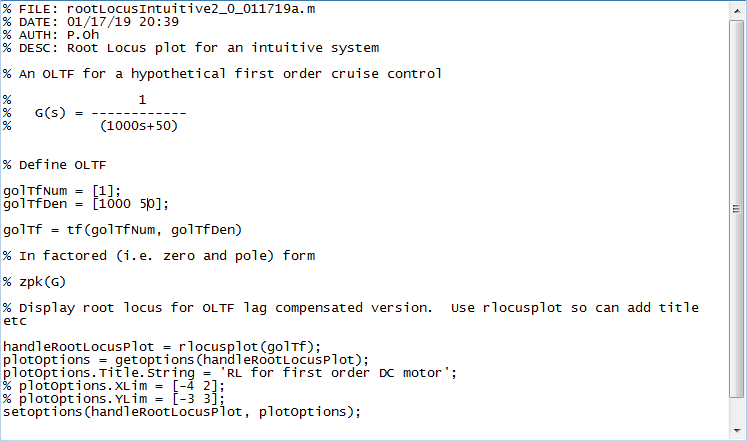 % FILE: rootLocusIntuitive2_0_011719a.m
% DATE: 01/17/19 20:39
% AUTH: P.Oh
% DESC: Root Locus plot for an intuitive system
% An OLTF for a hypothetical first order cruise control
%                 1
%   G(s) = ------------
%           (1000s+50)
% Define OLTF
golTfNum = [1];
golTfDen = [1000 50];
golTf = tf(golTfNum, golTfDen)
% In factored (i.e. zero and pole) form
% zpk(G)
% Display root locus for OLTF lag compensated version.  Use rlocusplot so can add title
etc
handleRootLocusPlot = rlocusplot(golTf);
plotOptions = getoptions(handleRootLocusPlot);
plotOptions.Title.String = 'RL for first order DC motor';
% plotOptions.XLim = [-4 2];
% plotOptions.YLim = [-3 3];
setoptions(handleRootLocusPlot, plotOptions);